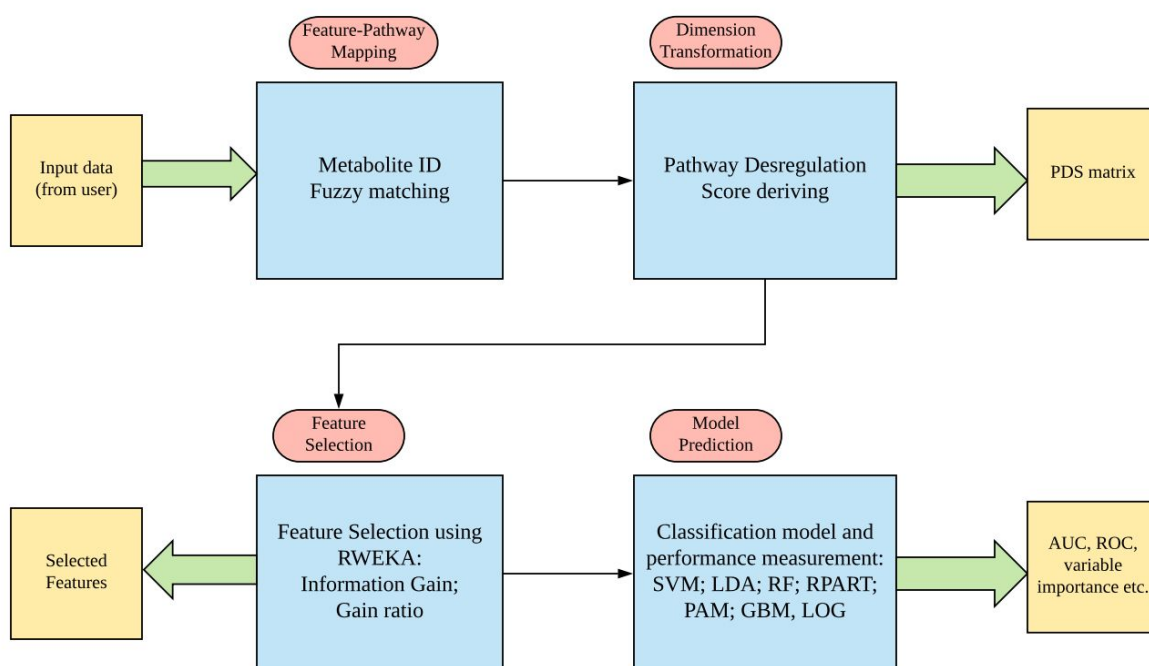 Feature-Pathway
Mapping
Dimension
Transformation
Input data
(from user)
Metabolite ID
Fuzzy matching
Pathway Desregulation
Score deriving
PDS matrix
Feature
Selection
Model
Prediction
Selected
Features
Feature Selection using
RWEKA:
Information Gain;
Gain ratio
Classification model and
performance measurement:
SVM; LDA; RF; RPART;
PAM; GBM, LOG
AUC, ROC,
variable
importance etc.